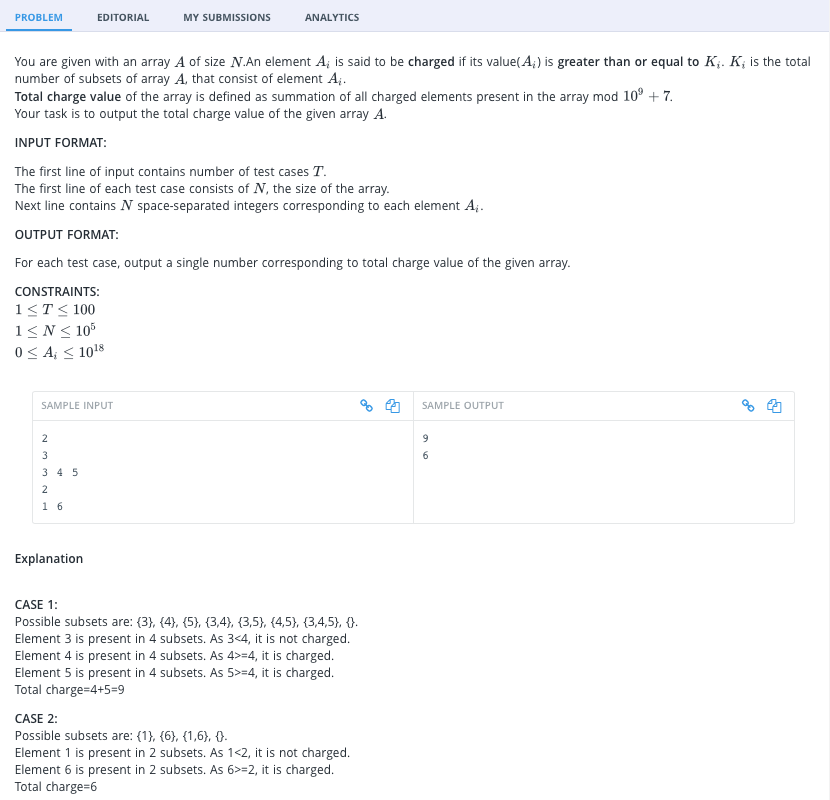 PROBLEM EDITORIAL MY SUBMISSIONS ANALYTICS
You are given with an array A of size N.An element A_i is said to be charged if its value(A_i) is greater than or equal to K_i. K_i is the total
number of subsets of array A, that consist of element A_i.
Total charge value of the array is defined as summation of all charged elements present in the array mod 10^9 + 7.
Your task is to output the total charge value of the given array A.
INPUT FORMAT:
The first line of input contains number of test cases T.
The first line of each test case consists of N, the size of the array.
Next line contains N space-separated integers corresponding to each element A_i.
OUTPUT FORMAT:
For each test case, output a single number corresponding to total charge value of the given array.
CONSTRAINTS:
1 ≤ T ≤ 100
1 ≤ N ≤ 10^5
0 ≤ A_i ≤ 10^18
SAMPLE INPUT
2
3
3 4 5
2
1 6
SAMPLE OUTPUT
9
6
Explanation
CASE 1:
Possible subsets are: {3}, {4}, {5}, {3,4}, {3,5}, {4,5}, {3,4,5}, {}.
Element 3 is present in 4 subsets. As 3<4, it is not charged.
Element 4 is present in 4 subsets. As 4>=4, it is charged.
Element 5 is present in 4 subsets. As 5>=4, it is charged.
Total charge=4+5=9
CASE 2:
Possible subsets are: {1}, {6}, {1,6}, {}.
Element 1 is present in 2 subsets. As 1<2, it is not charged.
Element 6 is present in 2 subsets. As 6>=2, it is charged.
Total charge=6